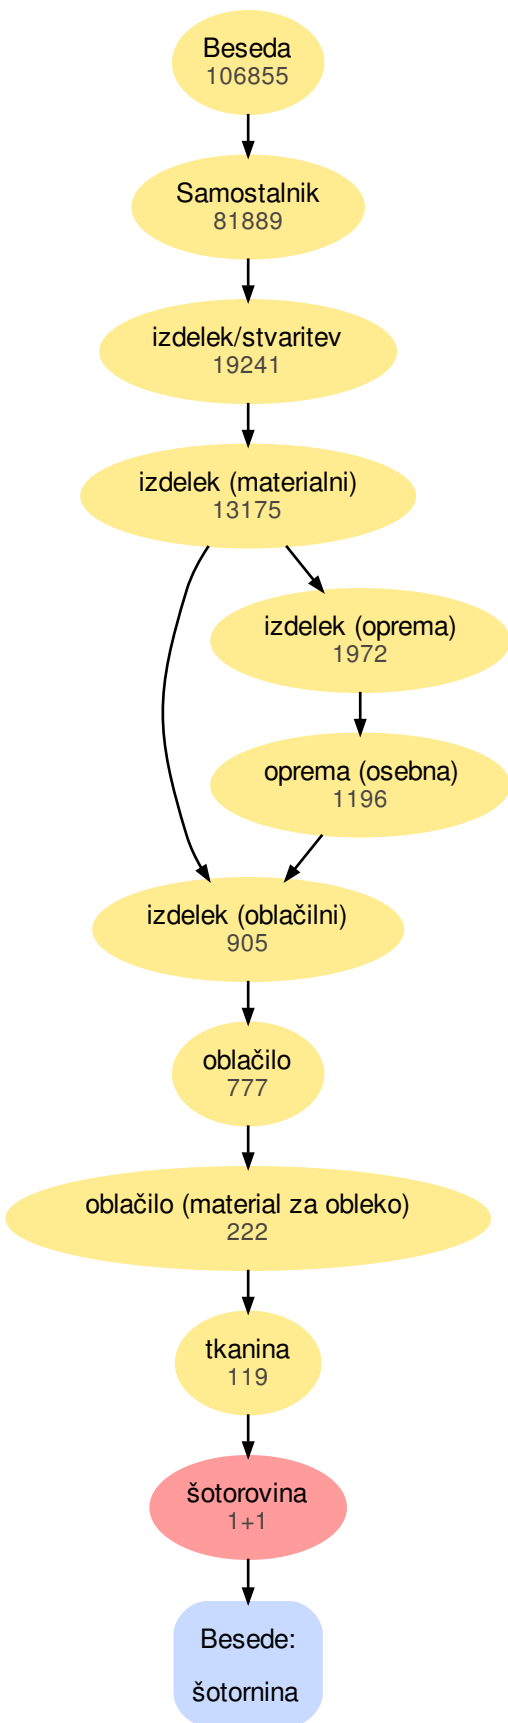 Beseda
106855
Samostalnik
81889
izdelek/stvaritev
19241
izdelek (materialni)
13175
izdelek (oprema)
1972
oprema (osebna)
1196
izdelek (oblačilni)
905
oblačilo
777
oblačilo (material za obleko)
222
tkanina
119
šotorovina
1+1
Besede:
šotornina